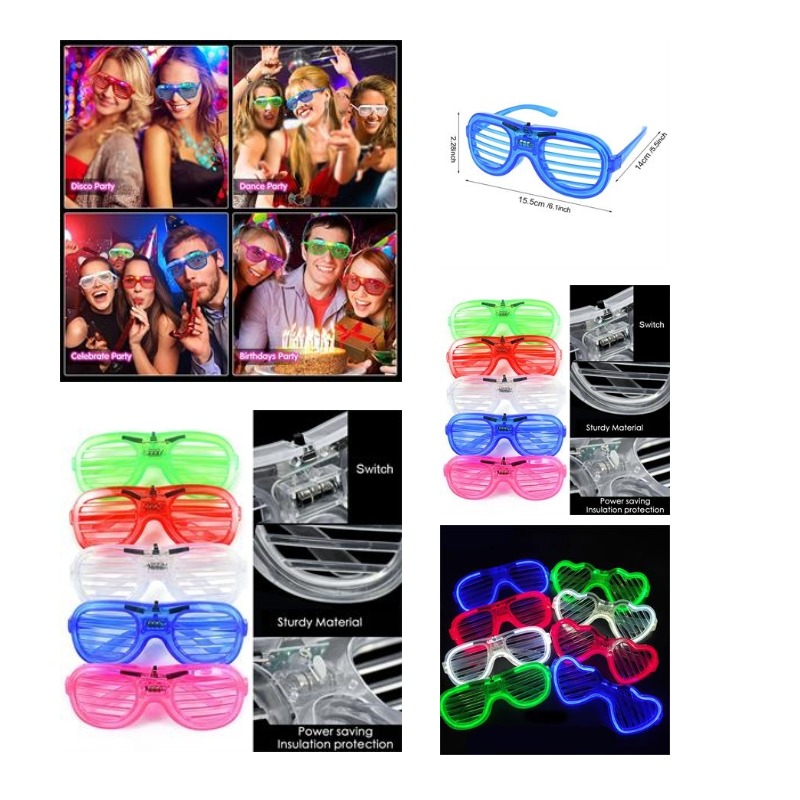 Disco Party
Dance Party
Celebrate Party
Birthdays Party
2.28inch
15.5cm /6.1inch
14cm /5.5inch
Switch
Sturdy Material
Power saving
Insulation protection
Switch
Sturdy Material
Power saving
Insulation protection